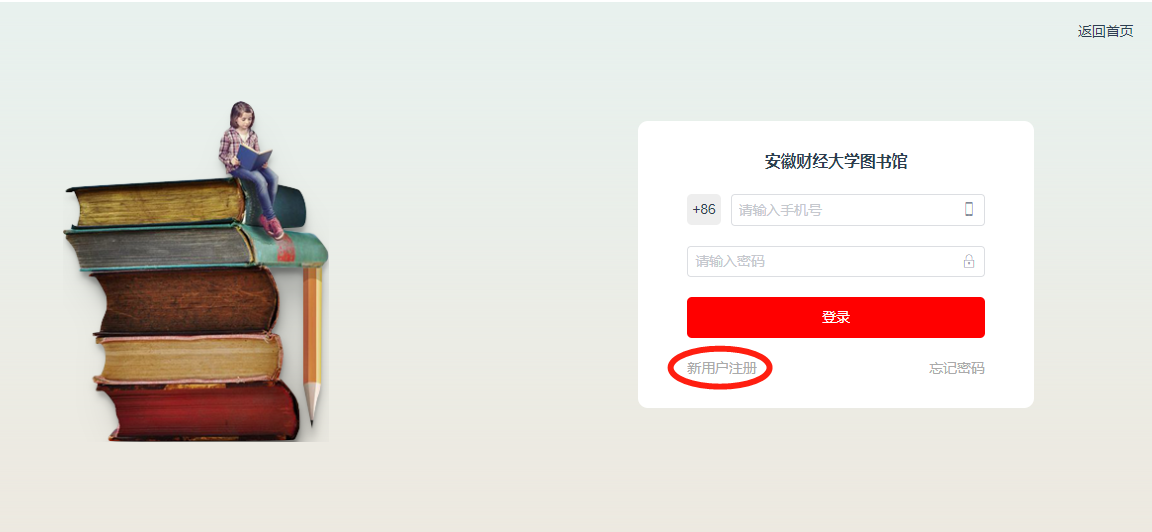 返回首页
安徽财经大学图书馆
+86 请输入手机号
请输入密码
登录
新用户注册 忘记密码